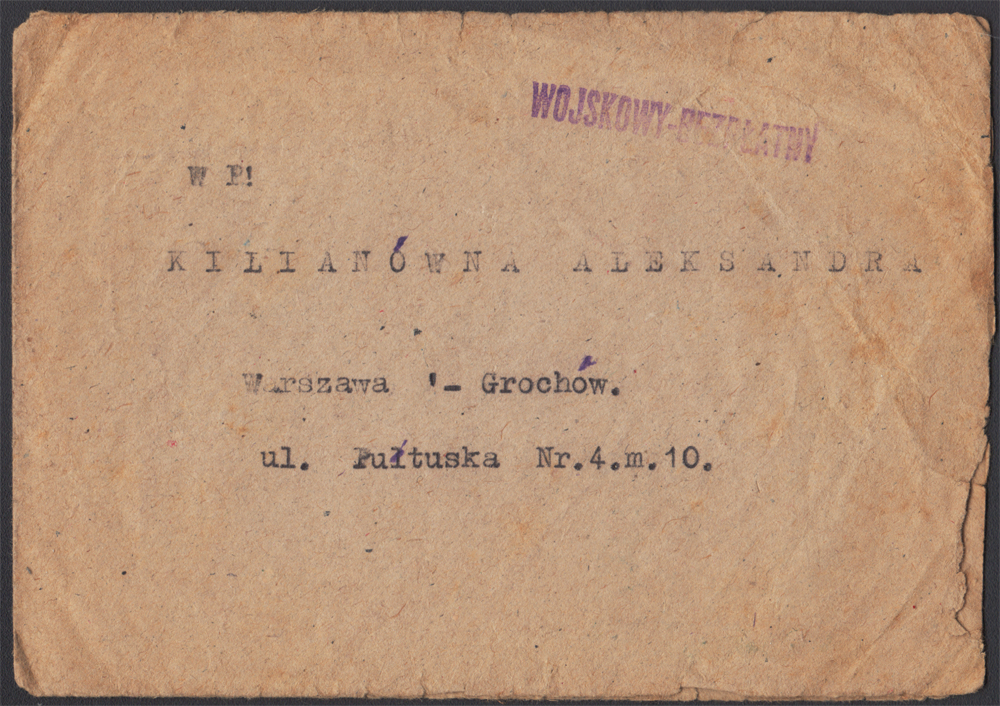 WOJSKOWY-BEZPŁATNY
W P!
KILIANÓWNA ALEKSANDRA
Warszawa '- Grochów.
ul. Pułtuska Nr.4.m.10.